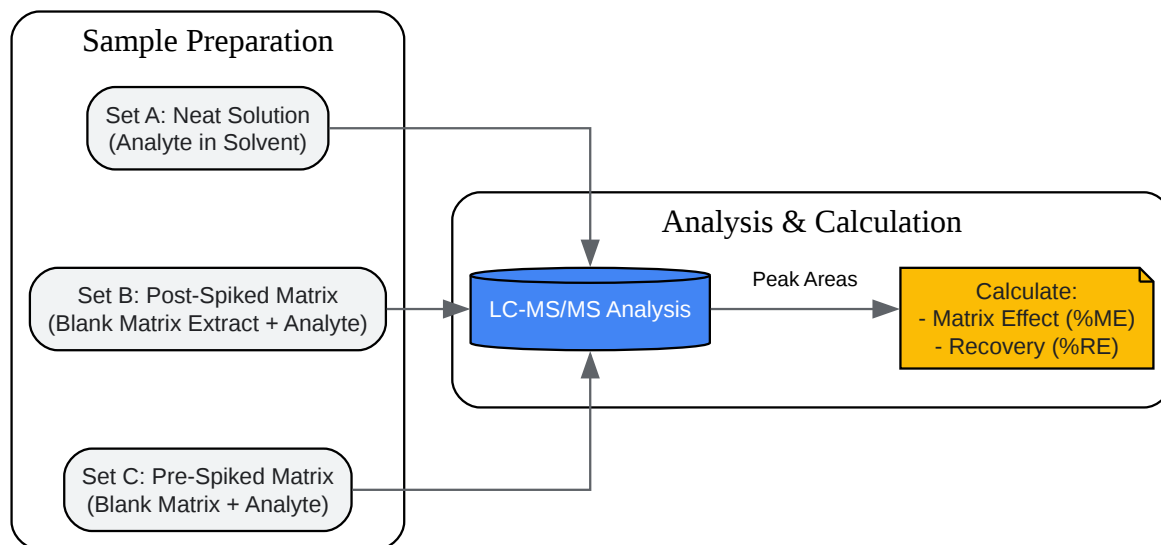 Sample Preparation
Set A: Neat Solution
(Analyte in Solvent)
Set B: Post-Spiked Matrix
(Blank Matrix Extract + Analyte)
Set C: Pre-Spiked Matrix
(Blank Matrix + Analyte)
Analysis & Calculation
LC-MS/MS Analysis
Peak Areas
Calculate:
- Matrix Effect (%ME)
- Recovery (%RE)